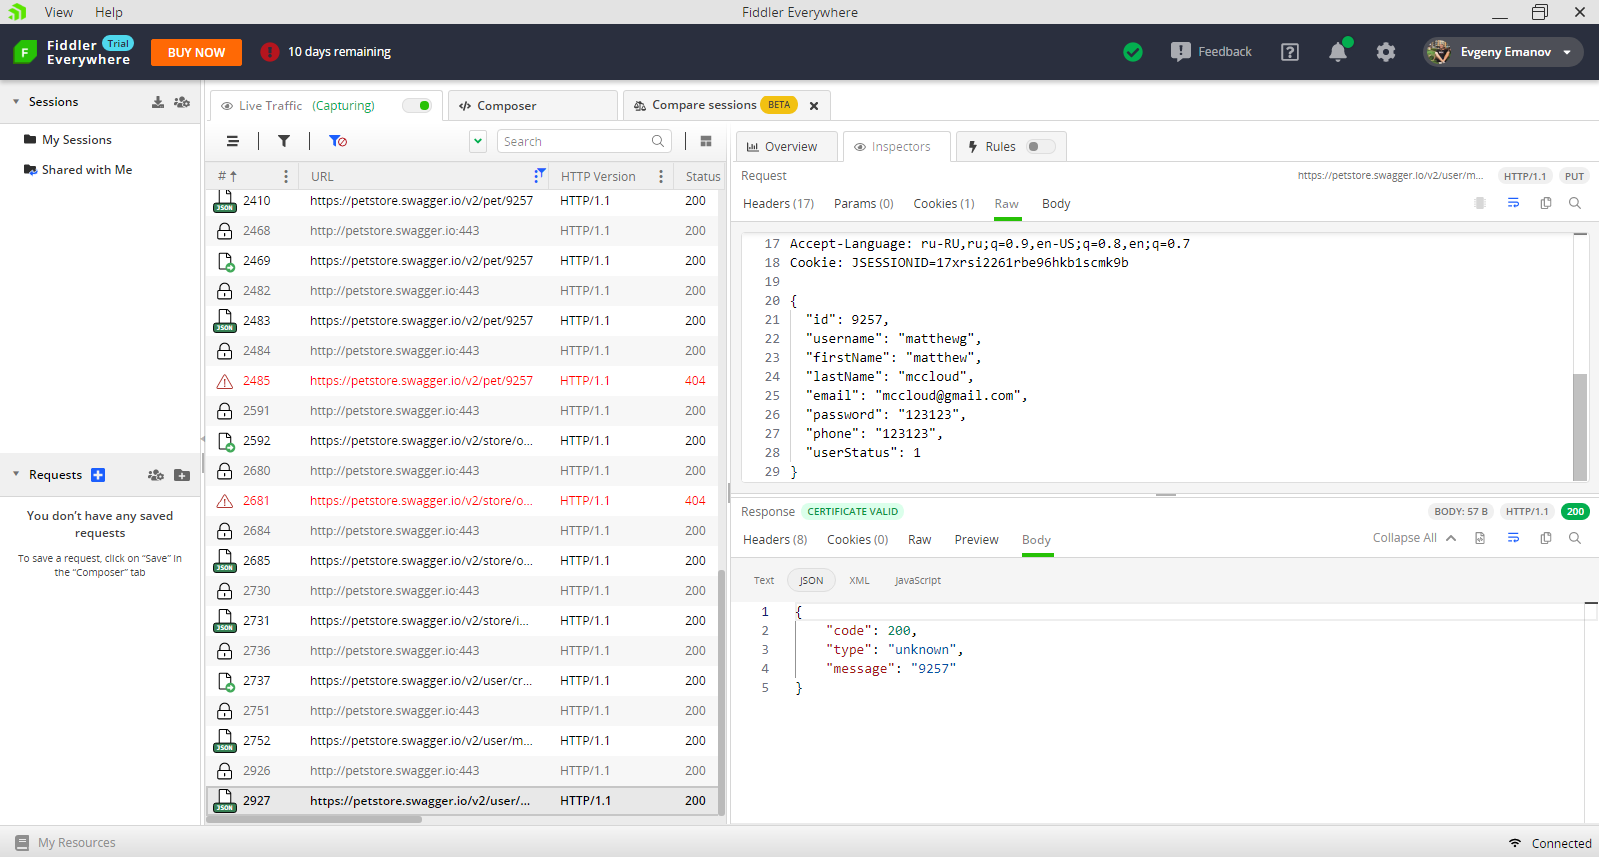 View Help
Fiddler Everywhere
Fiddler Trial
Everywhere
BUY NOW
10 days remaining
Feedback
Evgeny Emanov
Sessions
My Sessions
Shared with Me
Requests
You don't have any saved
requests
To save a request, click on "Save" in
the "Composer" tab
Live Traffic (Capturing)
Composer
Compare sessions BETA
Search
# URL HTTP Version Status
2410 https://petstore.swagger.io/v2/pet/9257 HTTP/1.1 200
2468 http://petstore.swagger.io:443 HTTP/1.1 200
2469 https://petstore.swagger.io/v2/pet/9257 HTTP/1.1 200
2482 http://petstore.swagger.io:443 HTTP/1.1 200
JSON 2483 https://petstore.swagger.io/v2/pet/9257 HTTP/1.1 200
2484 http://petstore.swagger.io:443 HTTP/1.1 200
2485 https://petstore.swagger.io/v2/pet/9257 HTTP/1.1 404
2591 http://petstore.swagger.io:443 HTTP/1.1 200
2592 https://petstore.swagger.io/v2/store/o... HTTP/1.1 200
2680 http://petstore.swagger.io:443 HTTP/1.1 200
2681 https://petstore.swagger.io/v2/store/o... HTTP/1.1 404
2684 http://petstore.swagger.io:443 HTTP/1.1 200
JSON 2685 https://petstore.swagger.io/v2/store/o... HTTP/1.1 200
2730 http://petstore.swagger.io:443 HTTP/1.1 200
JSON 2731 https://petstore.swagger.io/v2/store/i... HTTP/1.1 200
2736 http://petstore.swagger.io:443 HTTP/1.1 200
2737 https://petstore.swagger.io/v2/user/cr... HTTP/1.1 200
2751 http://petstore.swagger.io:443 HTTP/1.1 200
JSON 2752 https://petstore.swagger.io/v2/user/m... HTTP/1.1 200
2926 http://petstore.swagger.io:443 HTTP/1.1 200
JSON 2927 https://petstore.swagger.io/v2/user/... HTTP/1.1 200
Overview
Inspectors
Rules
Request https://petstore.swagger.io/v2/user/m... HTTP/1.1 PUT
Headers (17) Params (0) Cookies (1) Raw Body
17 Accept-Language: ru-RU,ru;q=0.9,en-US;q=0.8,en;q=0.7
18 Cookie: JSESSIONID=17xrsi2261rbe96hkb1scmk9b
19
20 {
21 "id": 9257,
22 "username": "matthewg",
23 "firstName": "matthew",
24 "lastName": "mccloud",
25 "email": "mccloud@gmail.com",
26 "password": "123123",
27 "phone": "123123",
28 "userStatus": 1
29 }
Response CERTIFICATE VALID BODY: 57 B HTTP/1.1 200
Headers (8) Cookies (0) Raw Preview Body Collapse All
Text JSON XML JavaScript
1 {
2 "code": 200,
3 "type": "unknown",
4 "message": "9257"
5 }
My Resources
Connected